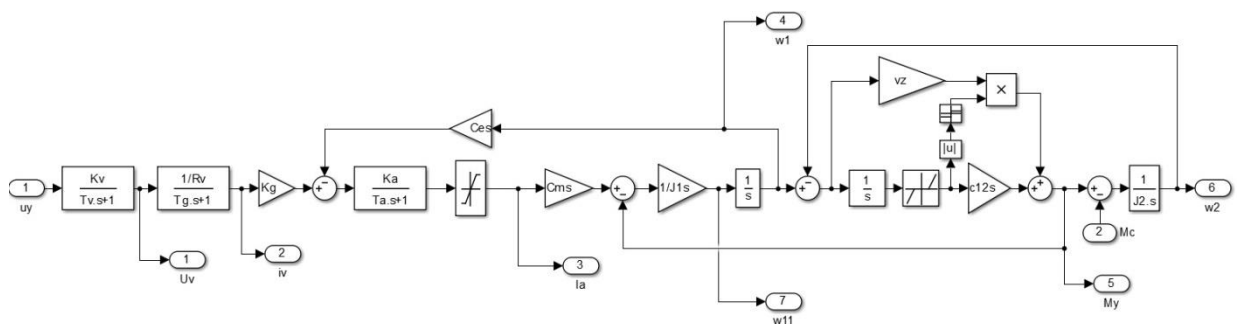 4
w1
vz
×
Ces
|u|
1
uy
Kv
Tv.s+1
1/Rv
Tg.s+1
Kg
+
−
Ka
Ta.s+1
Cms
+
−
1/J1s
1
s
+
−
1
s
c12s
+
+
+
−
1
J2.s
6
w2
2
Mc
1
Uv
2
iv
3
Ia
5
My
7
w11